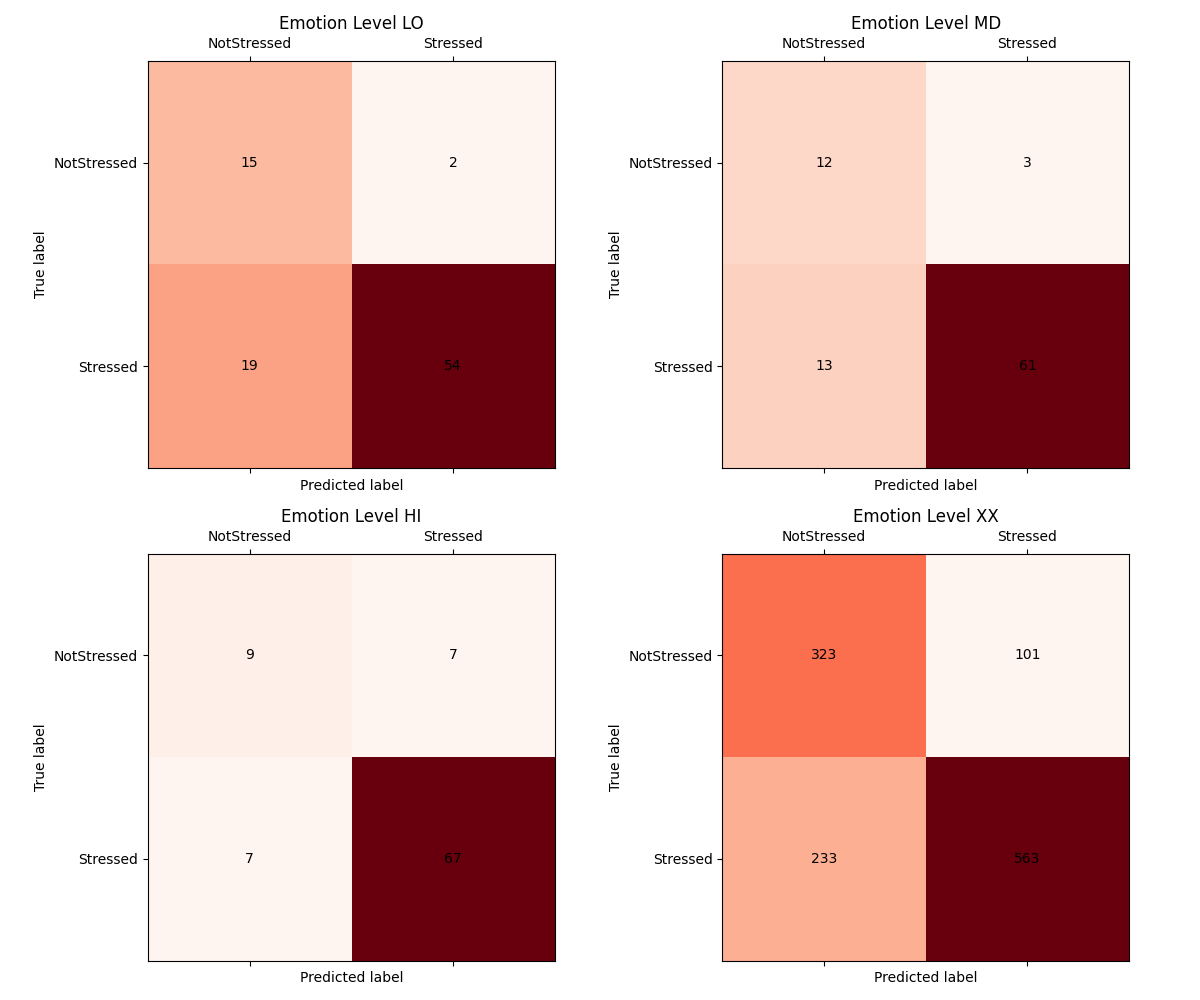 Emotion Level LO
NotStressed Stressed
NotStressed 15 2
True label
Stressed 19 54
Predicted label
Emotion Level MD
NotStressed Stressed
NotStressed 12 3
True label
Stressed 13 61
Predicted label
Emotion Level HI
NotStressed Stressed
NotStressed 9 7
True label
Stressed 7 67
Predicted label
Emotion Level XX
NotStressed Stressed
NotStressed 323 101
True label
Stressed 233 563
Predicted label